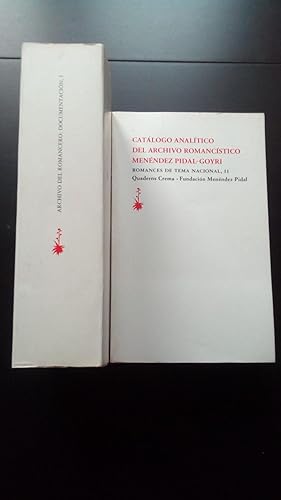 ARCHIVO DEL ROMANCERO · DOCUMENTACIÓN, I
CATÁLOGO ANALÍTICO
DEL ARCHIVO ROMANCÍSTICO
MENÉNDEZ PIDAL-GOYRI
ROMANCES DE TEMA NACIONAL, II
Quaderns Crema - Fundación Menéndez Pidal